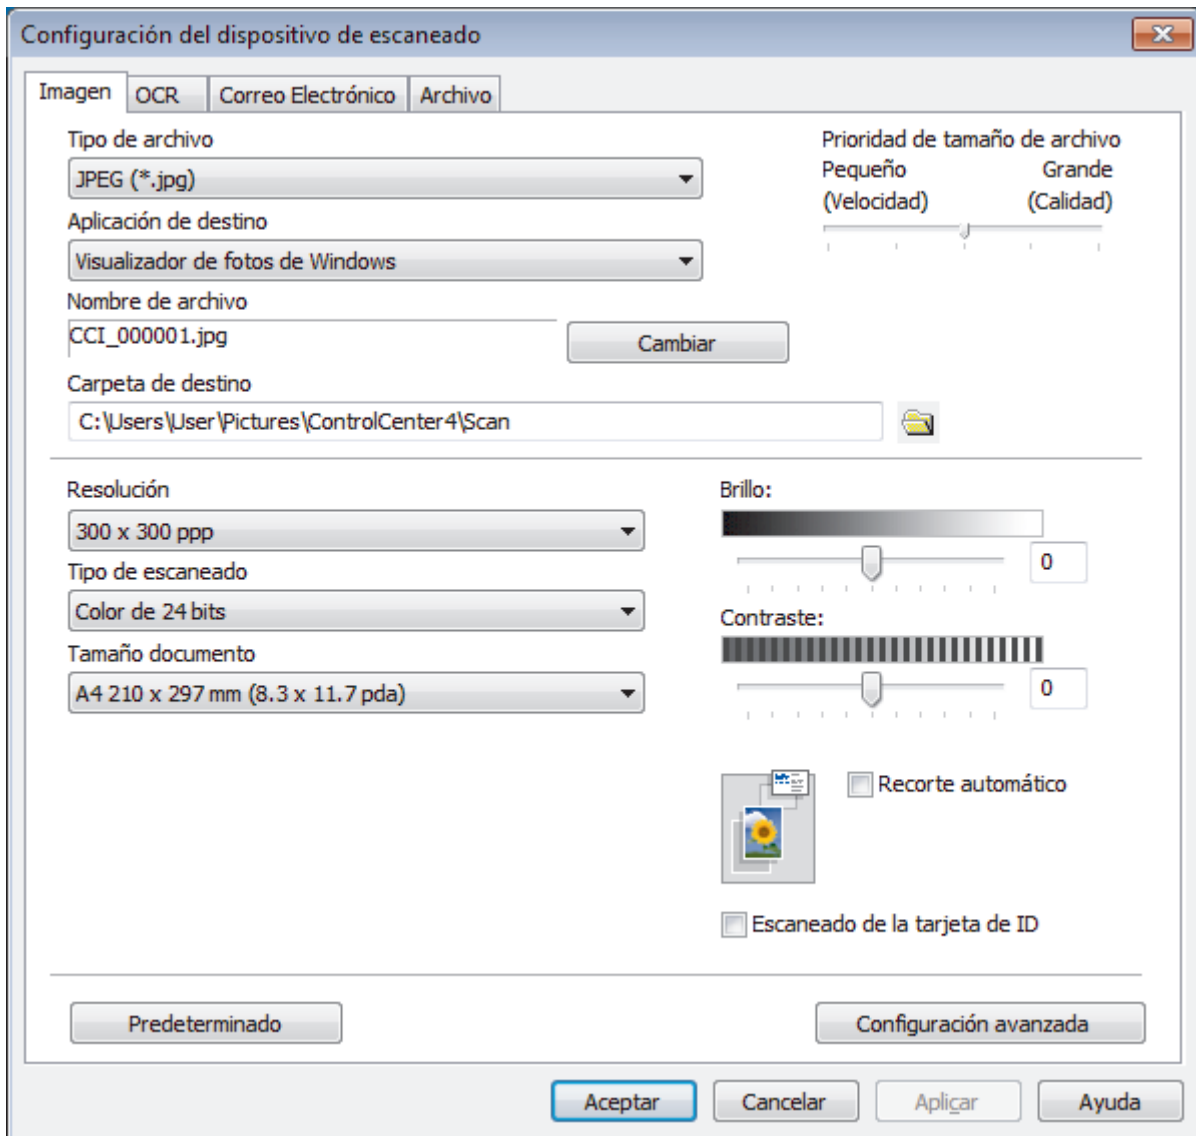 Configuración del dispositivo de escaneado
Imagen OCR Correo Electrónico Archivo
Tipo de archivo
JPEG (*.jpg)
Aplicación de destino
Visualizador de fotos de Windows
Nombre de archivo
CCI_000001.jpg
Cambiar
Carpeta de destino
C:\Users\User\Pictures\ControlCenter4\Scan
Prioridad de tamaño de archivo
Pequeño Grande
(Velocidad) (Calidad)
Resolución
300 x 300 ppp
Tipo de escaneado
Color de 24 bits
Tamaño documento
A4 210 x 297 mm (8.3 x 11.7 pda)
Brillo:
0
Contraste:
0
Recorte automático
Escaneado de la tarjeta de ID
Predeterminado Configuración avanzada
Aceptar Cancelar Aplicar Ayuda